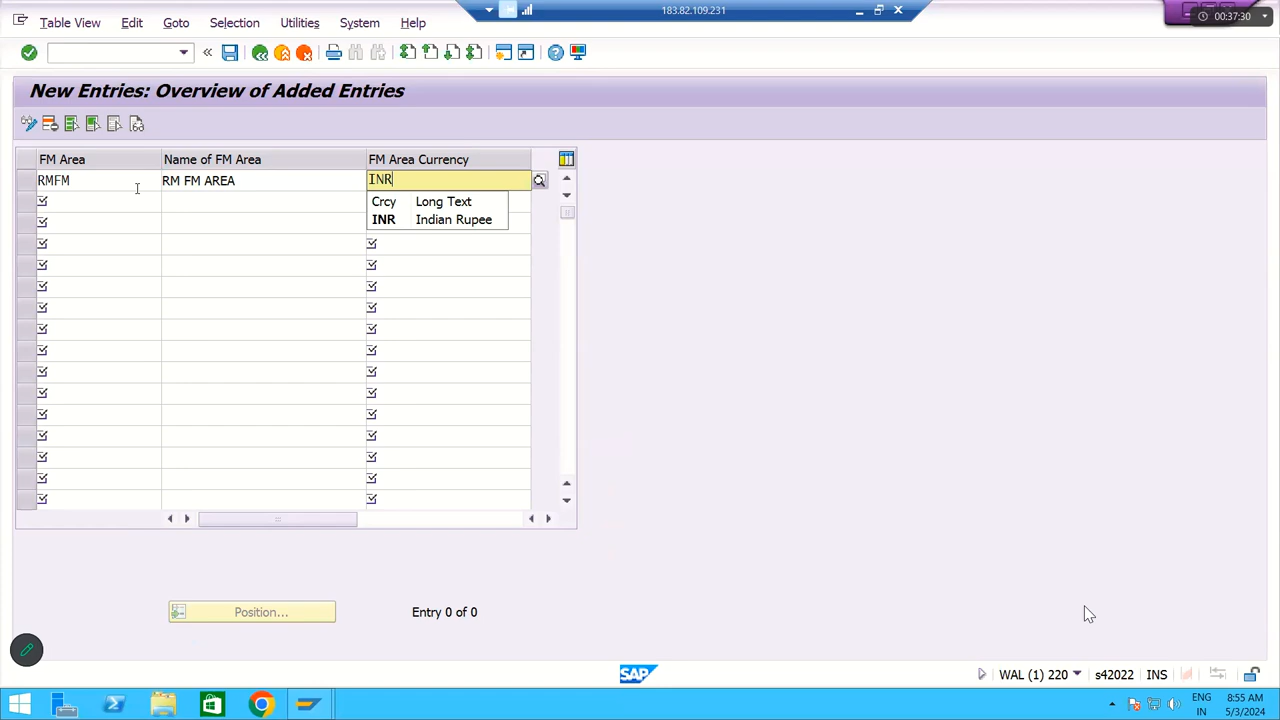 183.82.109.231
00:37:30
Table View Edit Goto Selection Utilities System Help
New Entries: Overview of Added Entries
FM Area Name of FM Area FM Area Currency
RMFM RM FM AREA INR
Crcy Long Text
INR Indian Rupee
Position... Entry 0 of 0
SAP WAL (1) 220 s42022 INS
ENG 8:55 AM
IN 5/3/2024